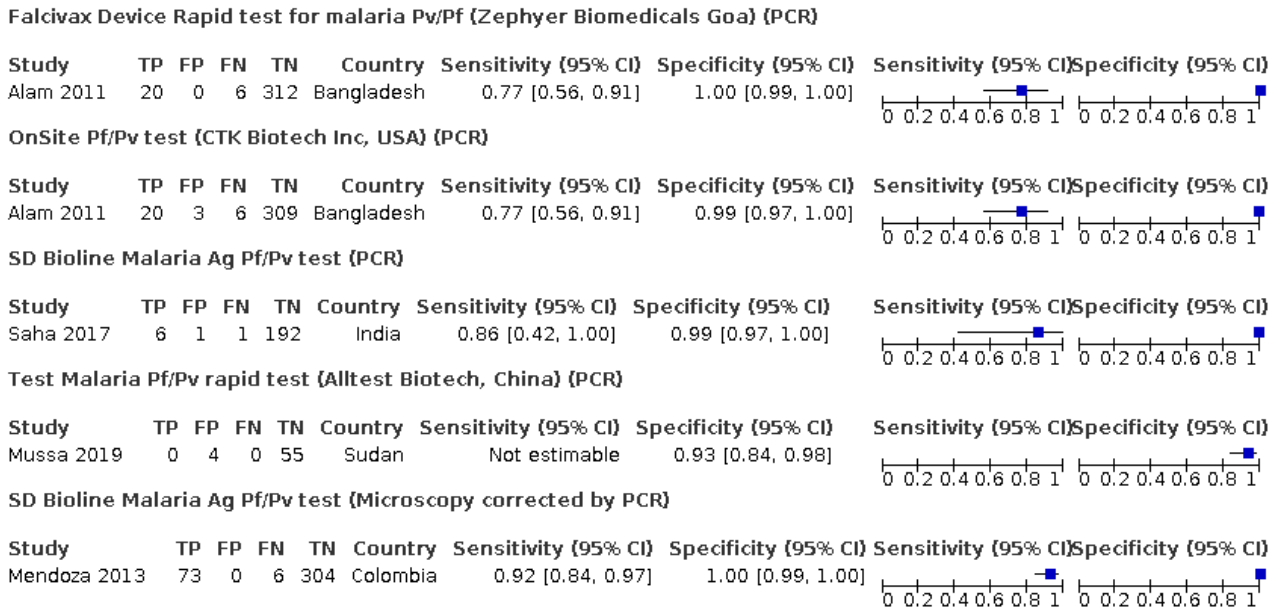 Falcivax Device Rapid test for malaria Pv/Pf (Zephyer Biomedicals Goa) (PCR)
Study TP FP FN TN Country Sensitivity (95% CI) Specificity (95% CI) Sensitivity (95% CI)Specificity (95% CI)
Alam 2011 20 0 6 312 Bangladesh 0.77 [0.56, 0.91] 1.00 [0.99, 1.00]
0 0.2 0.4 0.6 0.8 1 0 0.2 0.4 0.6 0.8 1
OnSite Pf/Pv test (CTK Biotech Inc, USA) (PCR)
Study TP FP FN TN Country Sensitivity (95% CI) Specificity (95% CI) Sensitivity (95% CI)Specificity (95% CI)
Alam 2011 20 3 6 309 Bangladesh 0.77 [0.56, 0.91] 0.99 [0.97, 1.00]
0 0.2 0.4 0.6 0.8 1 0 0.2 0.4 0.6 0.8 1
SD Bioline Malaria Ag Pf/Pv test (PCR)
Study TP FP FN TN Country Sensitivity (95% CI) Specificity (95% CI) Sensitivity (95% CI)Specificity (95% CI)
Saha 2017 6 1 1 192 India 0.86 [0.42, 1.00] 0.99 [0.97, 1.00]
0 0.2 0.4 0.6 0.8 1 0 0.2 0.4 0.6 0.8 1
Test Malaria Pf/Pv rapid test (Alltest Biotech, China) (PCR)
Study TP FP FN TN Country Sensitivity (95% CI) Specificity (95% CI) Sensitivity (95% CI)Specificity (95% CI)
Mussa 2019 0 4 0 55 Sudan Not estimable 0.93 [0.84, 0.98]
0 0.2 0.4 0.6 0.8 1 0 0.2 0.4 0.6 0.8 1
SD Bioline Malaria Ag Pf/Pv test (Microscopy corrected by PCR)
Study TP FP FN TN Country Sensitivity (95% CI) Specificity (95% CI) Sensitivity (95% CI)Specificity (95% CI)
Mendoza 2013 73 0 6 304 Colombia 0.92 [0.84, 0.97] 1.00 [0.99, 1.00]
0 0.2 0.4 0.6 0.8 1 0 0.2 0.4 0.6 0.8 1